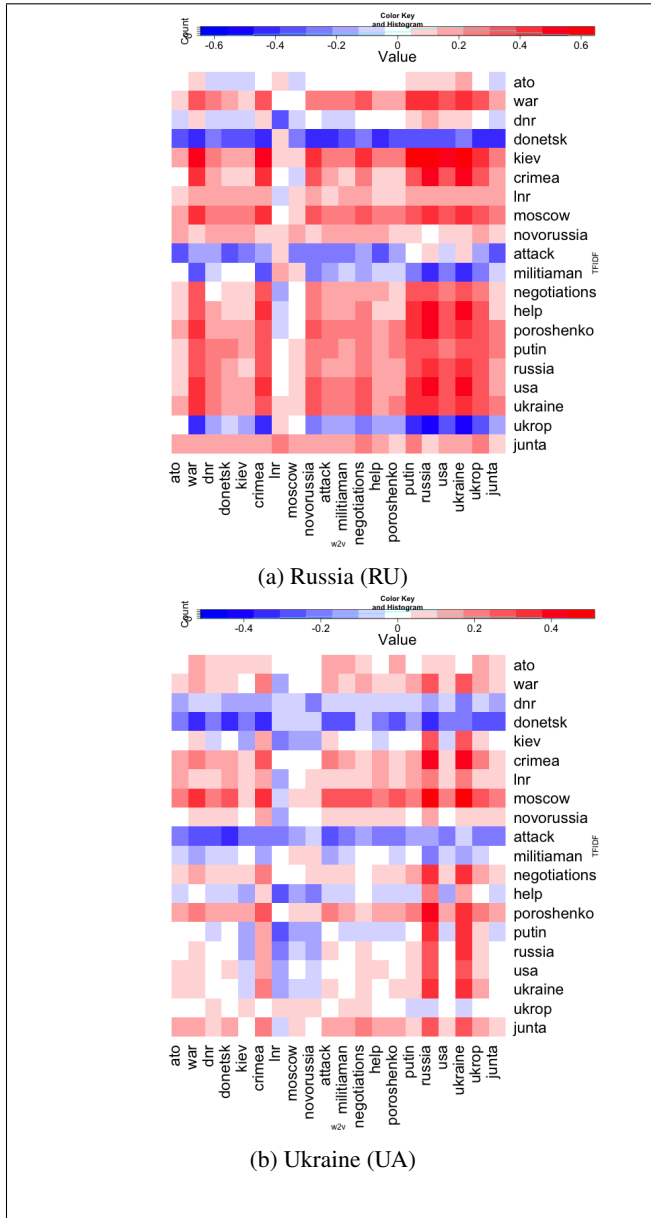 Color Key
and Histogram
Count
0
-0.6 -0.4 -0.2 0 0.2 0.4 0.6
Value
ato
war
dnr
donetsk
kiev
crimea
lnr
moscow
novorussia
attack
militiaman
negotiations
help
poroshenko
putin
russia
usa
ukraine
ukrop
junta
TFIDF
ato
war
dnr
donetsk
kiev
crimea
lnr
moscow
novorussia
attack
militiaman
negotiations
help
poroshenko
putin
russia
usa
ukraine
ukrop
junta
w2v
(a) Russia (RU)
Color Key
and Histogram
Count
0
-0.4 -0.2 0 0.2 0.4
Value
ato
war
dnr
donetsk
kiev
crimea
lnr
moscow
novorussia
attack
militiaman
negotiations
help
poroshenko
putin
russia
usa
ukraine
ukrop
junta
TFIDF
ato
war
dnr
donetsk
kiev
crimea
lnr
moscow
novorussia
attack
militiaman
negotiations
help
poroshenko
putin
russia
usa
ukraine
ukrop
junta
w2v
(b) Ukraine (UA)